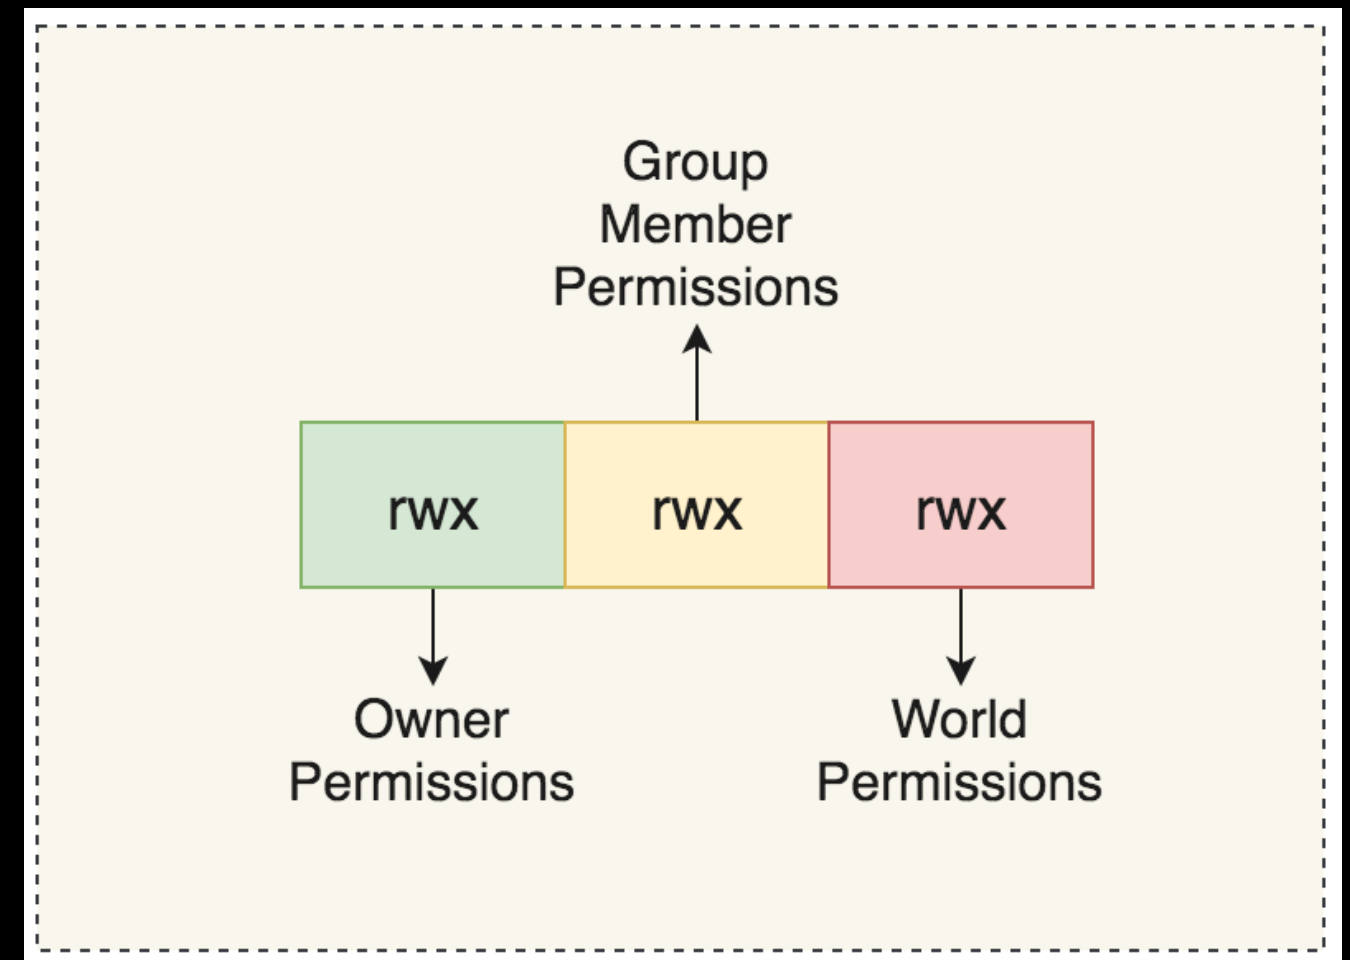 Group
Member
Permissions
rwx rwx rwx
Owner
Permissions
World
Permissions